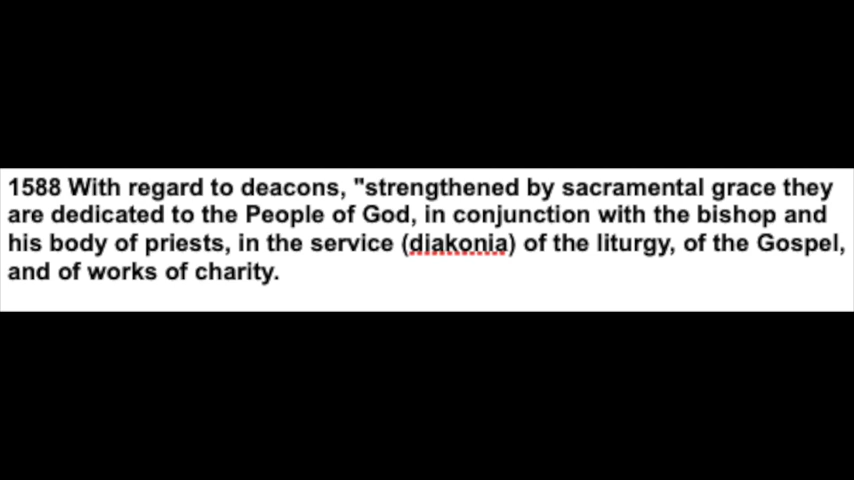 1588 With regard to deacons, "strengthened by sacramental grace they
are dedicated to the People of God, in conjunction with the bishop and
his body of priests, in the service (diakonia) of the liturgy, of the Gospel,
and of works of charity.